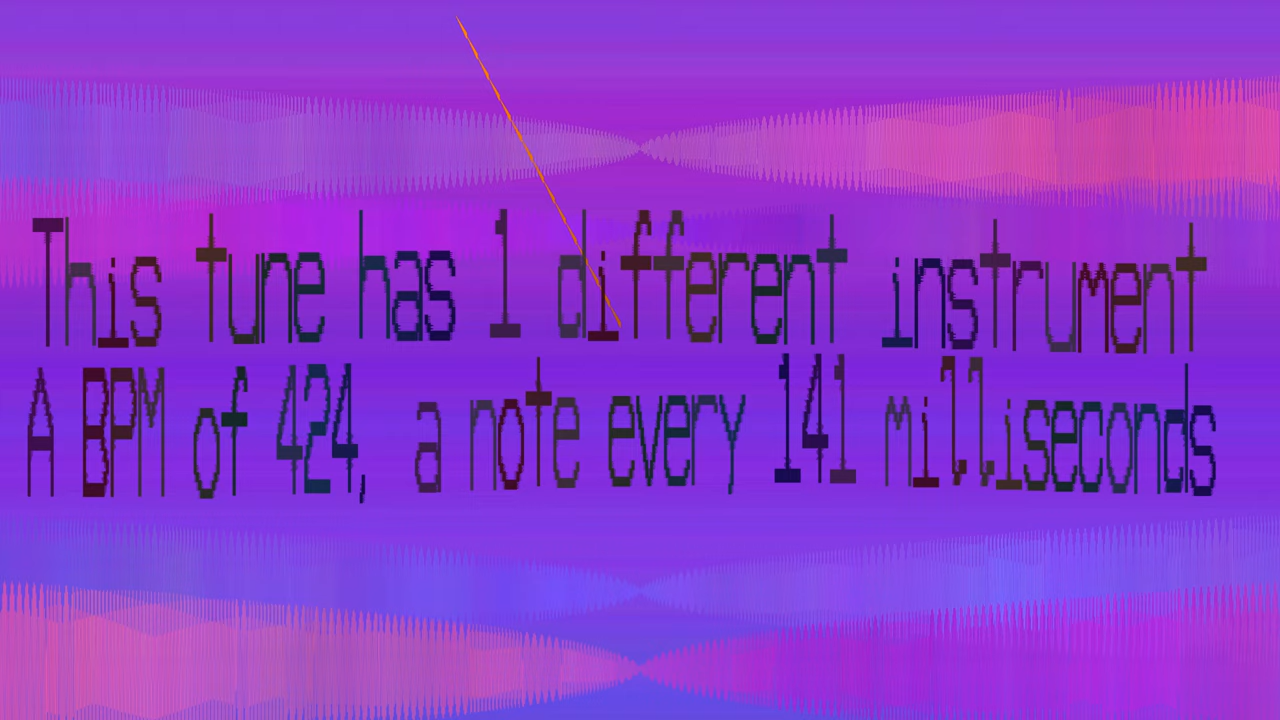 This tune has 1 different instrument
A BPM of 424, a note every 141 milliseconds